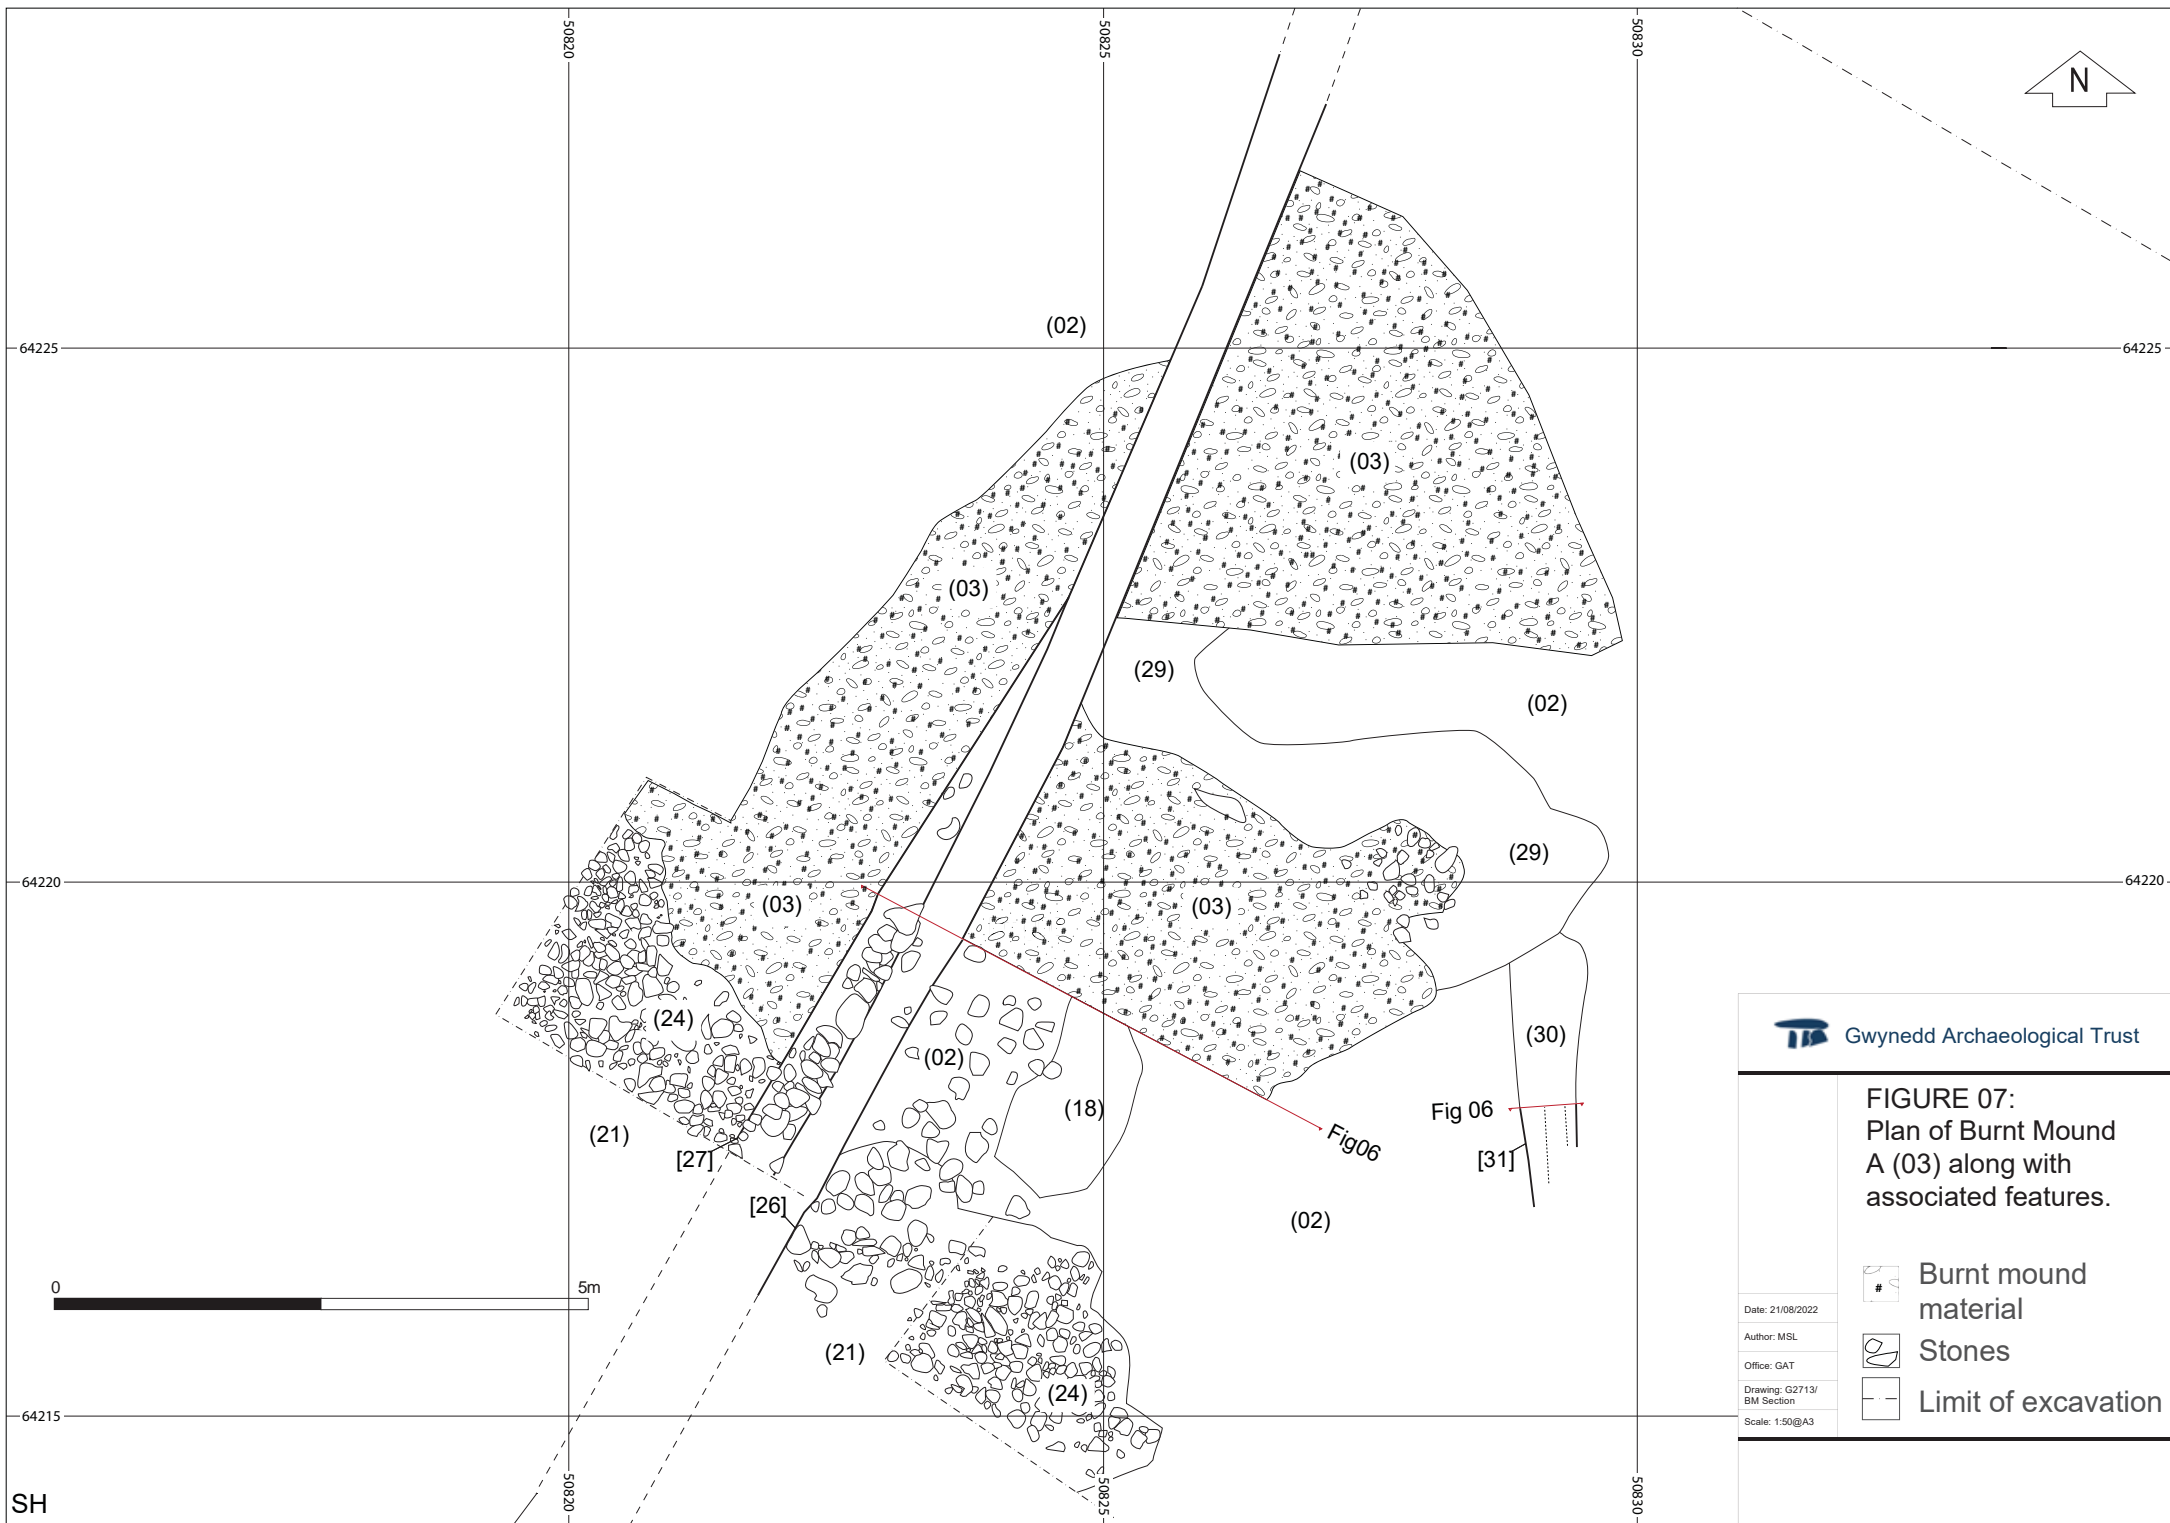 50820
50825
50830
N
(02)
64225
64225
(03)
(03)
(29)
(02)
(29)
64220
64220
(03)
(03)
(24)
(30)
(02)
(18)
Fig 06
(21)
Fig06
[27]
[31]
[26]
(02)
0
5m
(21)
(24)
64215
50820
50825
50830
SH
Gwynedd Archaeological Trust
FIGURE 07:
Plan of Burnt Mound
A (03) along with
associated features.
#
Burnt mound
material
Stones
Limit of excavation
Date: 21/08/2022
Author: MSL
Office: GAT
Drawing: G2713/
BM Section
Scale: 1:50@A3